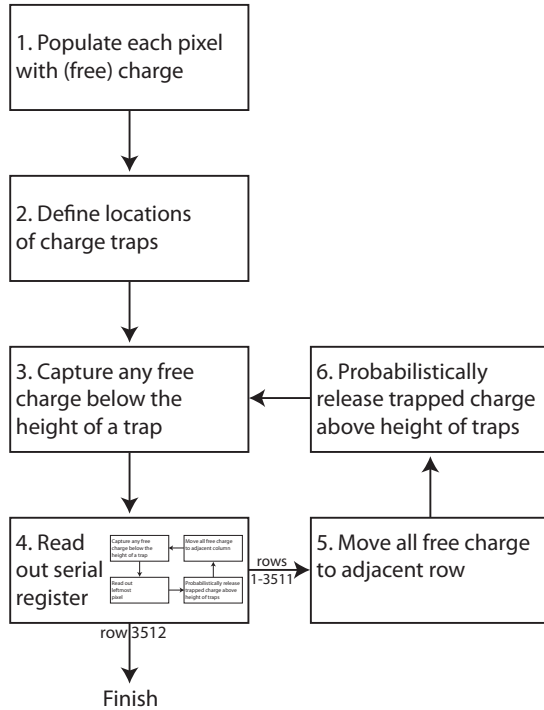 1. Populate each pixel
with (free) charge
2. Define locations
of charge traps
3. Capture any free
charge below the
height of a trap
6. Probabilistically
release trapped charge
above height of traps
4. Read
out serial
register
Capture any free
charge below the
height of a trap
Move all free charge
to adjacent column
Read out
leftmost
pixel
Probabilistically release
trapped charge above
height of traps
rows
1-3511
5. Move all free charge
to adjacent row
row 3512
Finish